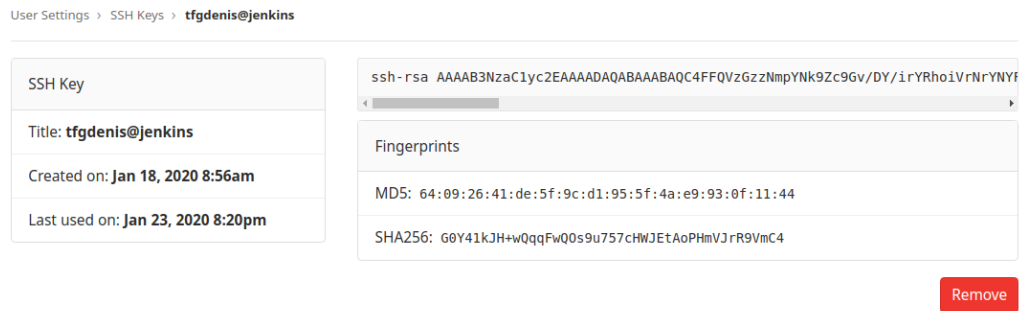 User Settings › SSH Keys › tfgdenis@jenkins
SSH Key
Title: tfgdenis@jenkins
Created on: Jan 18, 2020 8:56am
Last used on: Jan 23, 2020 8:20pm
ssh-rsa AAAAB3NzaC1yc2EAAAADAQABAAABAQC4FFQVzGzzNmpYNk9Zc9Gv/DY/irYRhoiVrNrYNYF
Fingerprints
MD5: 64:09:26:41:de:5f:9c:d1:95:5f:4a:e9:93:0f:11:44
SHA256: G0Y41kJH+wQqqFwQOs9u757cHWJEtAoPHmVJrR9VmC4
Remove